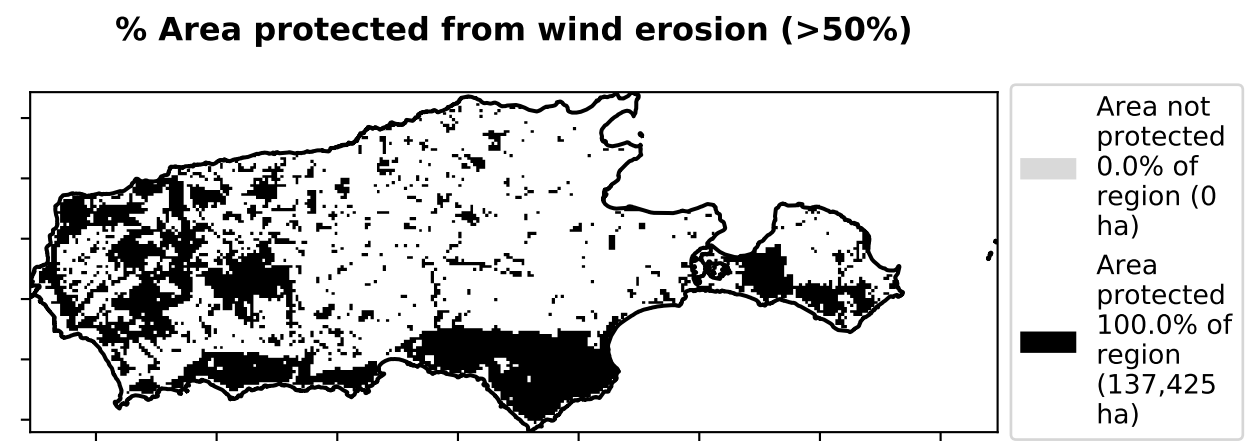 % Area protected from wind erosion (>50%)
Area not
protected
0.0% of
region (0
ha)
Area
protected
100.0% of
region
(137,425
ha)